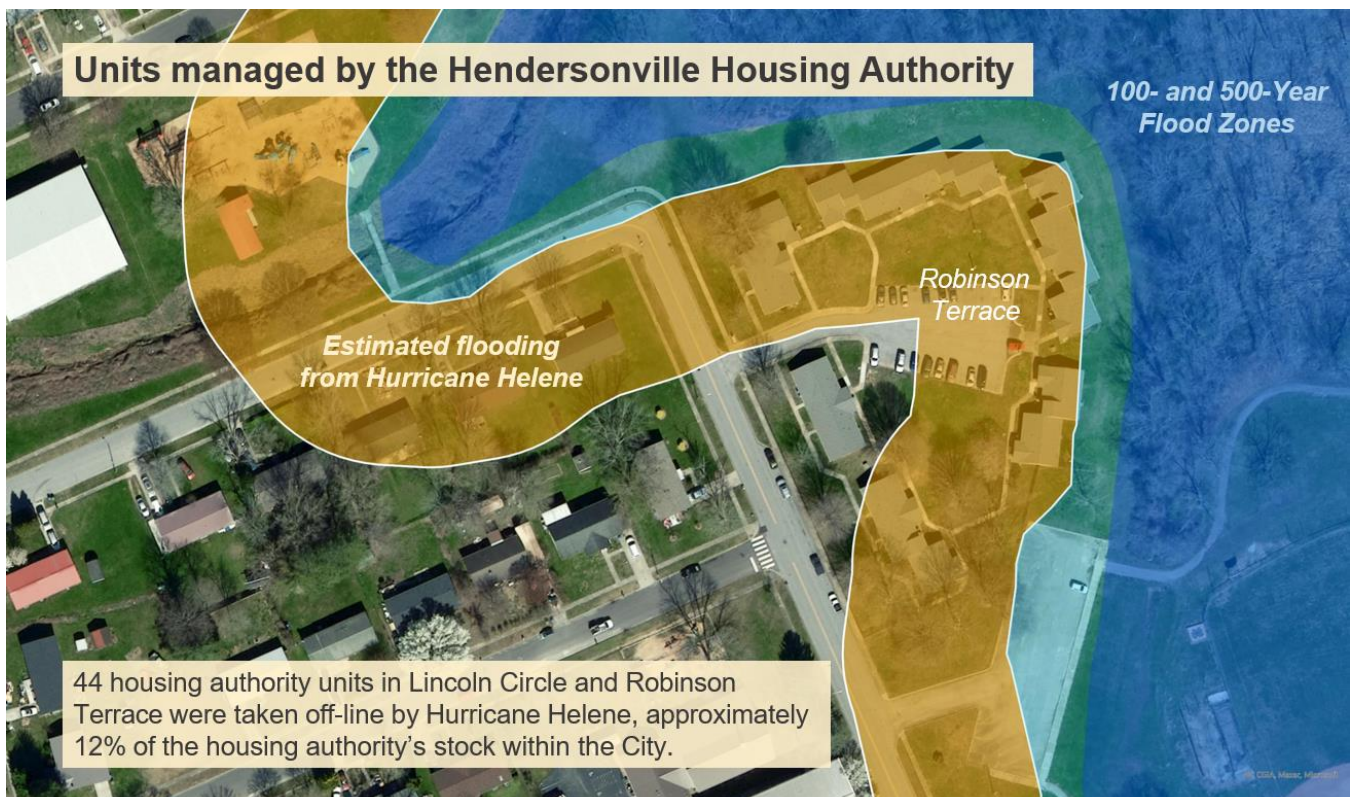 Units managed by the Hendersonville Housing Authority
100- and 500-Year
Flood Zones
Robinson
Terrace
Estimated flooding
from Hurricane Helene
44 housing authority units in Lincoln Circle and Robinson
Terrace were taken off-line by Hurricane Helene, approximately
12% of the housing authority’s stock within the City.